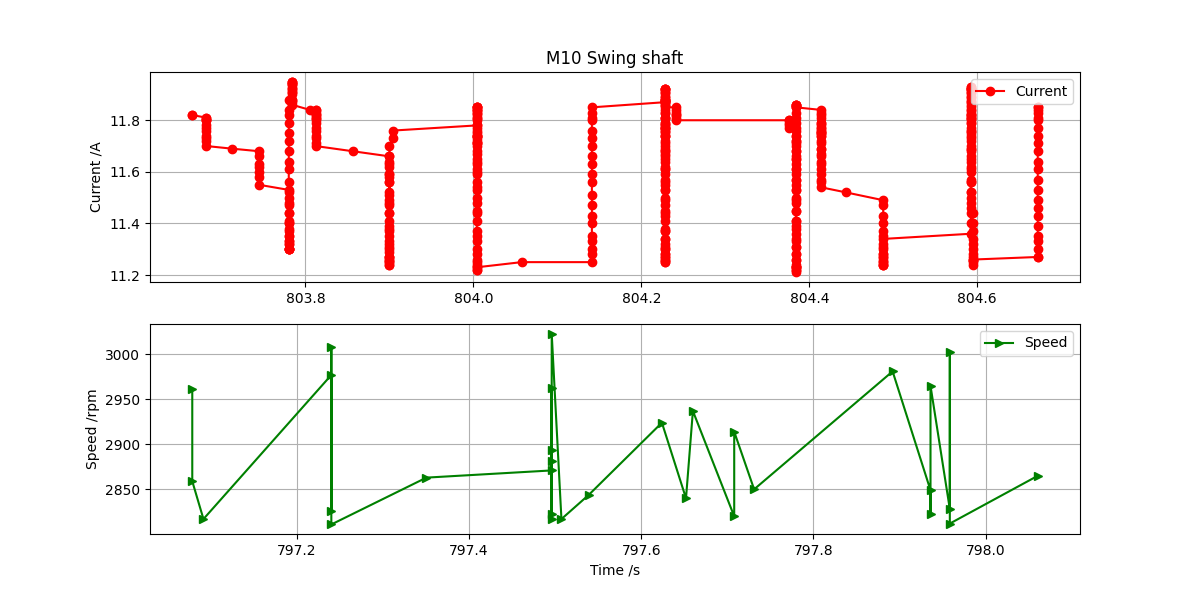 M10 Swing shaft
Current /A
11.8
11.6
11.4
11.2
Current
803.8 804.0 804.2 804.4 804.6
Speed /rpm
3000
2950
2900
2850
Speed
797.2 797.4 797.6 797.8 798.0
Time /s